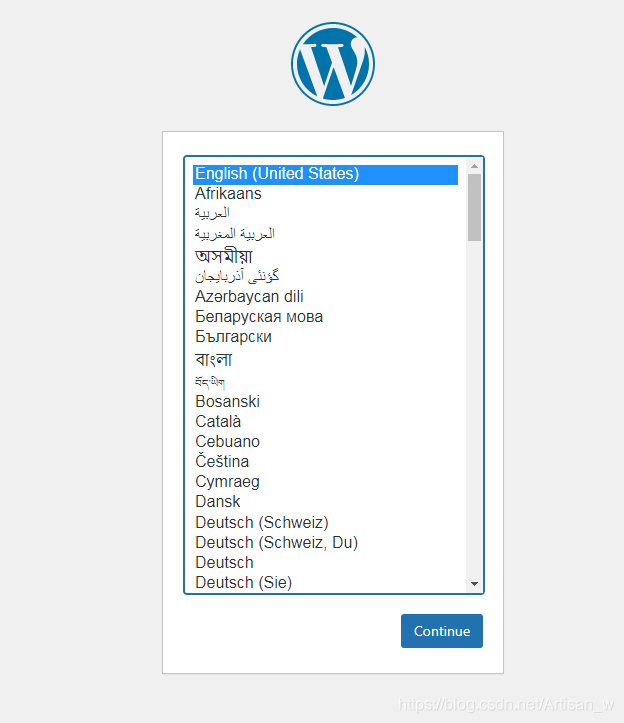 English (United States)
Afrikaans
العربية
العربية المغربية
অসমীয়া
گؤنئی آذربایجان
Azərbaycan dili
Беларуская мова
Български
বাংলা
བོད་ཡིག
Bosanski
Català
Cebuano
Čeština
Cymraeg
Dansk
Deutsch (Schweiz)
Deutsch (Schweiz, Du)
Deutsch
Deutsch (Sie)
Continue
https://blog.csdn.net/Artisan_w